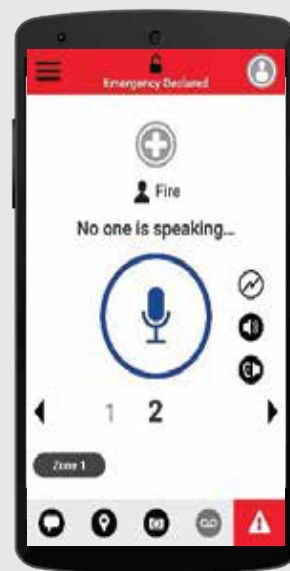 Emergency Declared
Fire
No one is speaking...
1 2
Zone 1